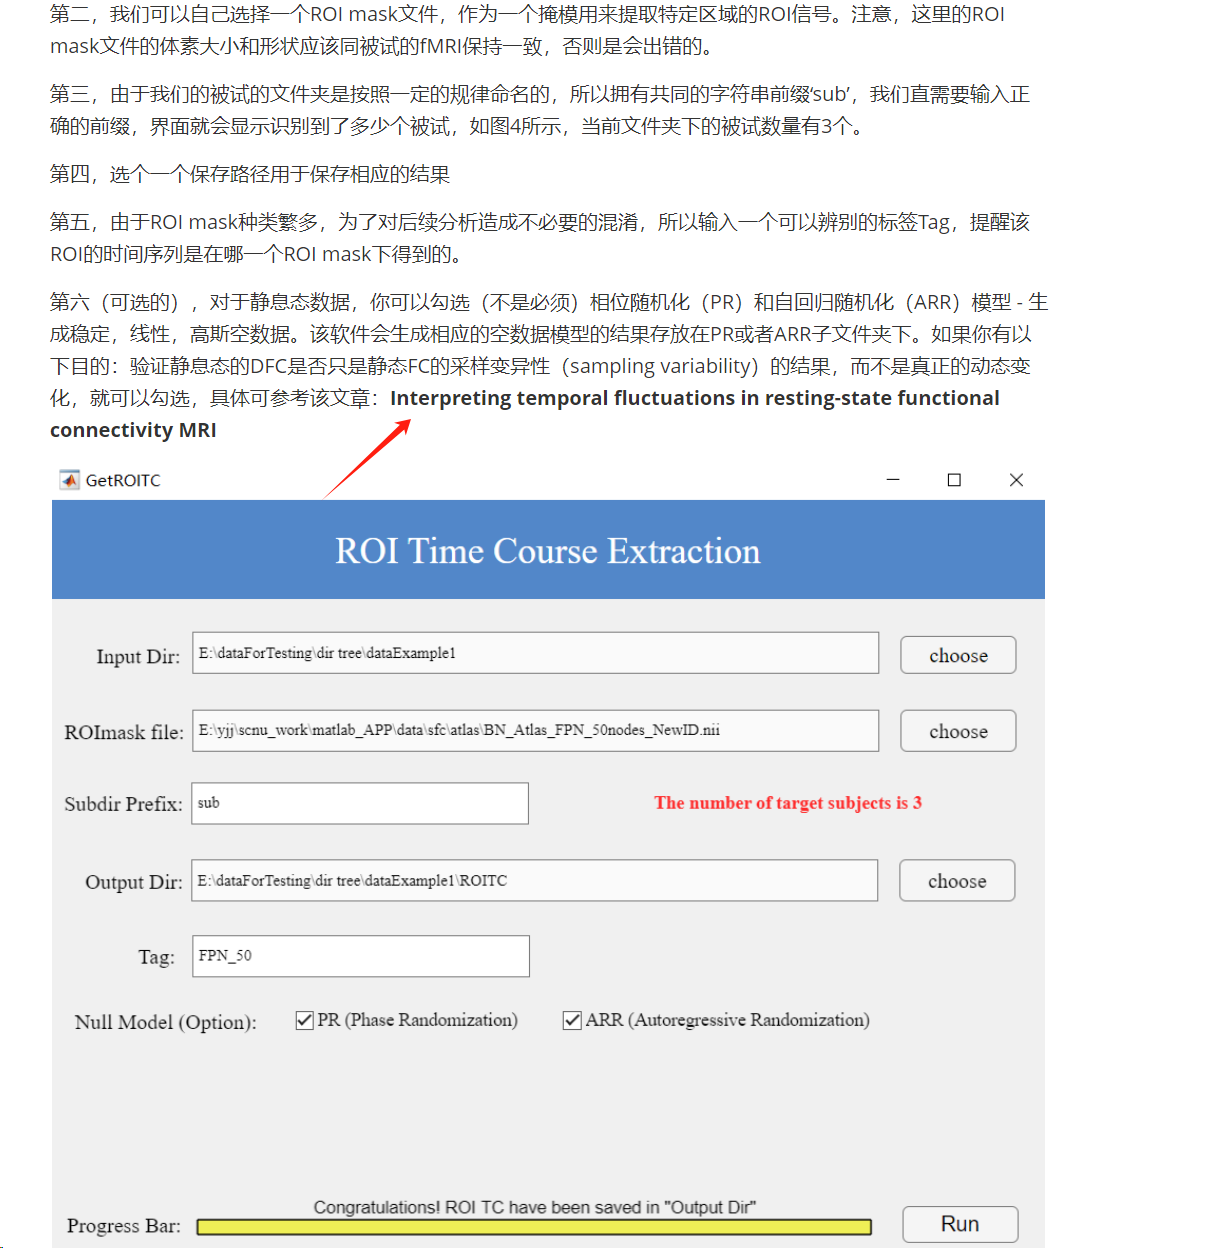 第二，我们可以自己选择一个ROI mask文件，作为一个掩模用来提取特定区域的ROI信号。注意，这里的ROI
mask文件的体素大小和形状应该同被试的fMRI保持一致，否则是会出错的。
第三，由于我们的被试的文件夹是按照一定的规律命名的，所以拥有共同的字符串前缀‘sub’，我们直需要输入正
确的前缀，界面就会显示识别到了多少个被试，如图4所示，当前文件夹下的被试数量有3个。
第四，选个一个保存路径用于保存相应的结果
第五，由于ROI mask种类繁多，为了对后续分析造成不必要的混淆，所以输入一个可以辨别的标签Tag，提醒该
ROI的时间序列是在哪一个ROI mask下得到的。
第六（可选的），对于静息态数据，你可以勾选（不是必须）相位随机化（PR）和自回归随机化（ARR）模型 - 生
成稳定，线性，高斯空数据。该软件会生成相应的空数据模型的结果存放在PR或者ARR子文件夹下。如果你有以
下目的：验证静息态的DFC是否只是静态FC的采样变异性（sampling variability）的结果，而不是真正的动态变
化，就可以勾选，具体可参考该文章：Interpreting temporal fluctuations in resting-state functional
connectivity MRI
GetROITC
ROI Time Course Extraction
Input Dir: E:\dataForTesting\dir tree\dataExample1 choose
ROImask file: E:\yjj\scnu_work\matlab_APP\data\sfc\atlas\BN_Atlas_FPN_50nodes_NewID.nii choose
Subdir Prefix: sub The number of target subjects is 3
Output Dir: E:\dataForTesting\dir tree\dataExample1\ROITC choose
Tag: FPN_50
Null Model (Option): PR (Phase Randomization) ARR (Autoregressive Randomization)
Congratulations! ROI TC have been saved in "Output Dir"
Progress Bar: Run